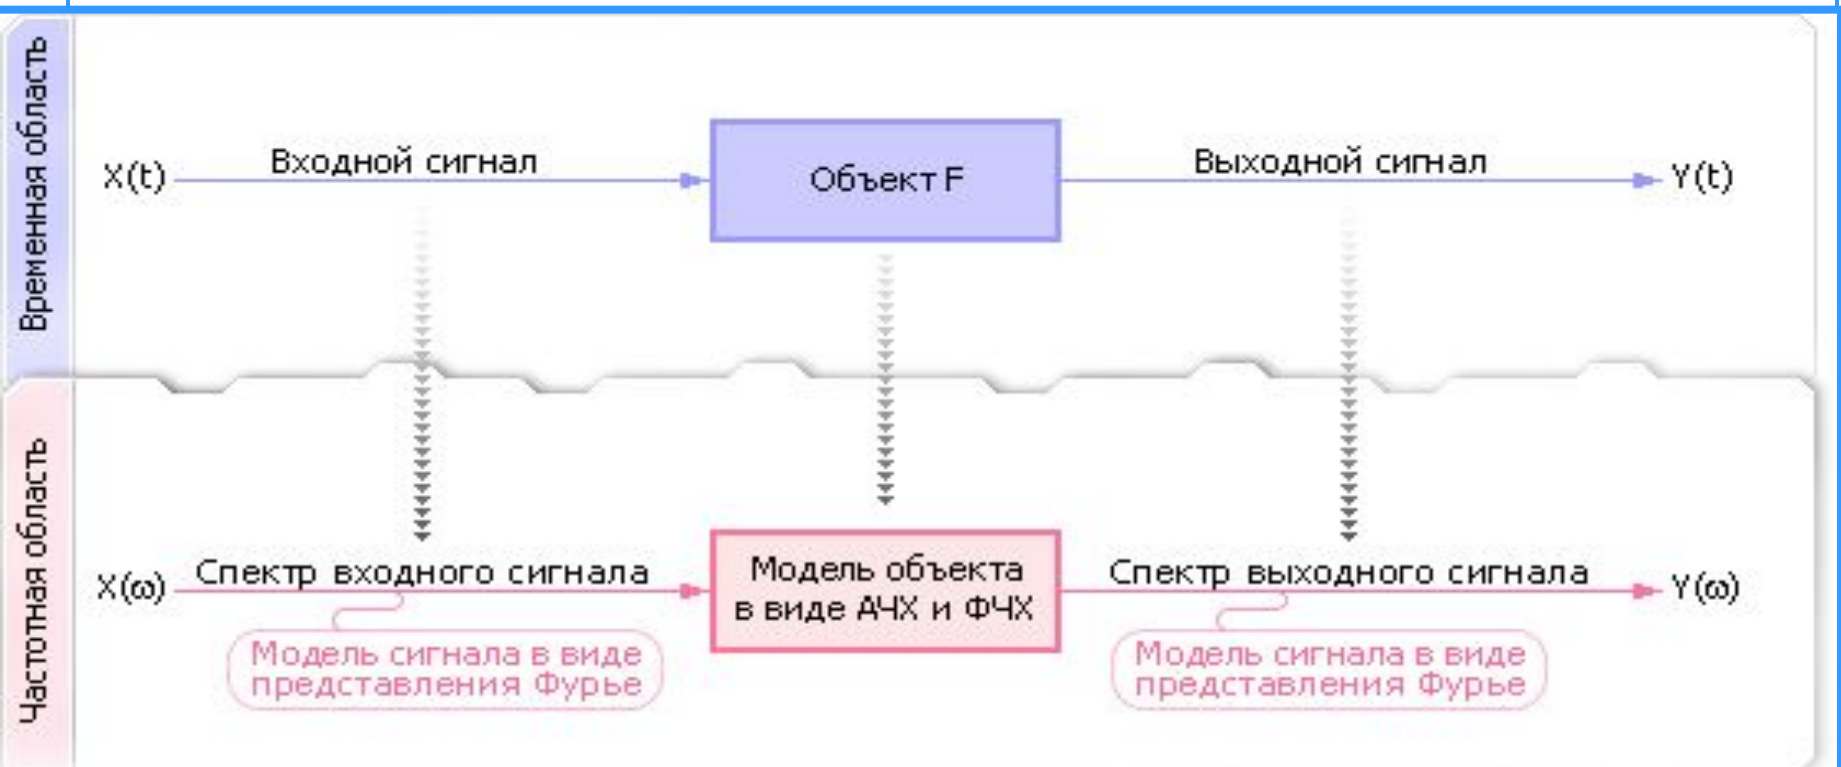 Временная область
X(t)
Входной сигнал
Объект F
Выходной сигнал
Y(t)
Частотная область
X(ω)
Спектр входного сигнала
Модель объекта
в виде АЧХ и ФЧХ
Спектр выходного сигнала
Y(ω)
Модель сигнала в виде
представления Фурье
Модель сигнала в виде
представления Фурье